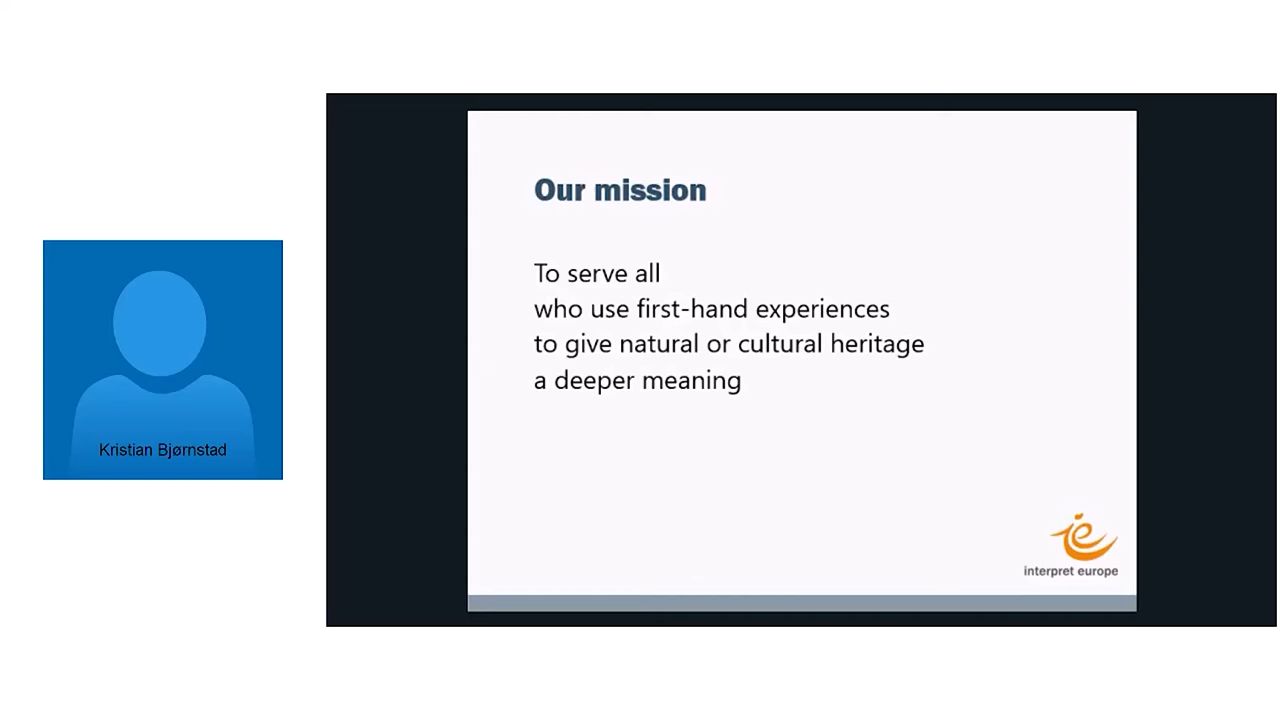 Our mission
To serve all
who use first-hand experiences
to give natural or cultural heritage
a deeper meaning
Kristian Bjørnstad
ie
interpret europe